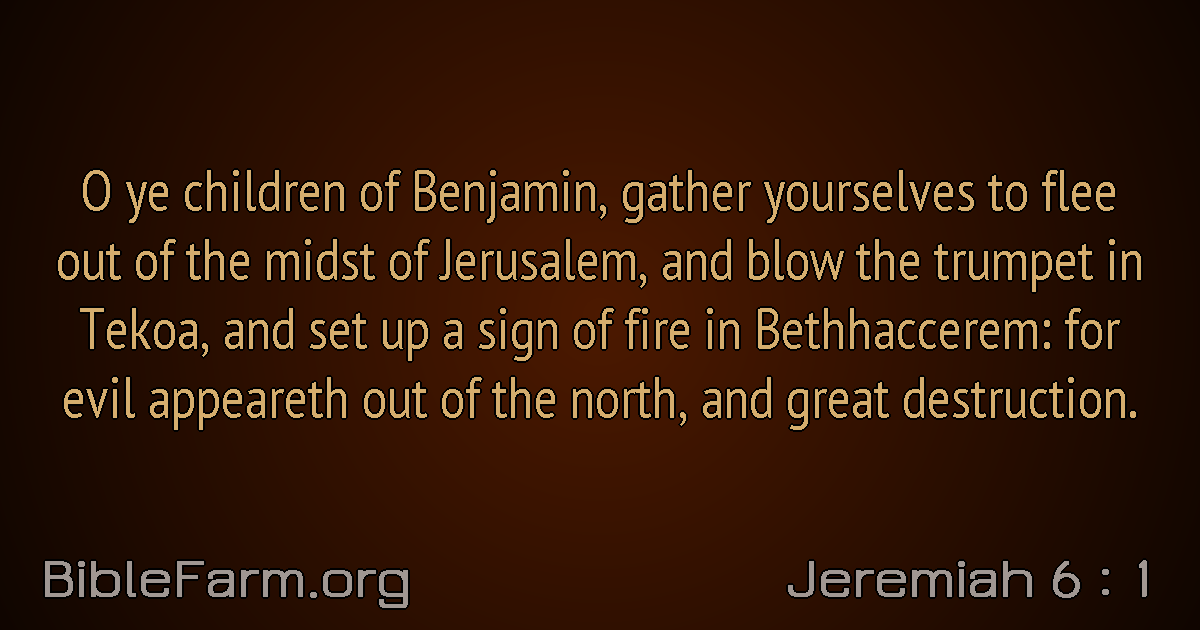 O ye children of Benjamin, gather yourselves to flee
out of the midst of Jerusalem, and blow the trumpet in
Tekoa, and set up a sign of fire in Bethhaccerem: for
evil appeareth out of the north, and great destruction.
BibleFarm.org
Jeremiah 6 : 1